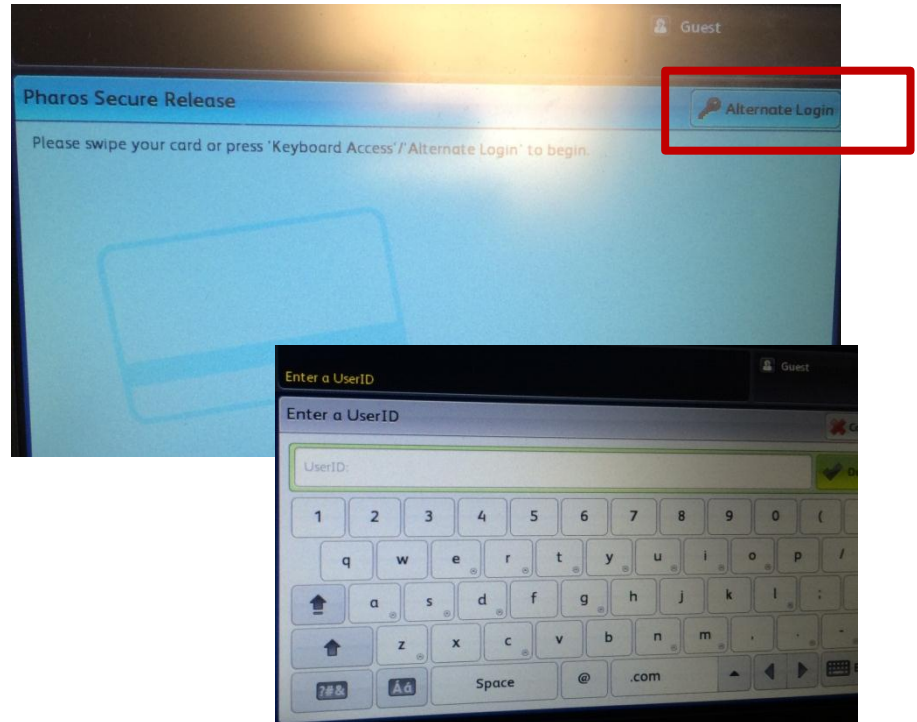 Guest
Pharos Secure Release
Alternate Login
Please swipe your card or press 'Keyboard Access'/'Alternate Login' to begin.
Enter a UserID
Guest
Enter a UserID
UserID:
1 2 3 4 5 6 7 8 9 0 (
q w e r t y u i o p /
a s d f g h j k l ;
z x c v b n m , . -
?#& Áá Space @ .com